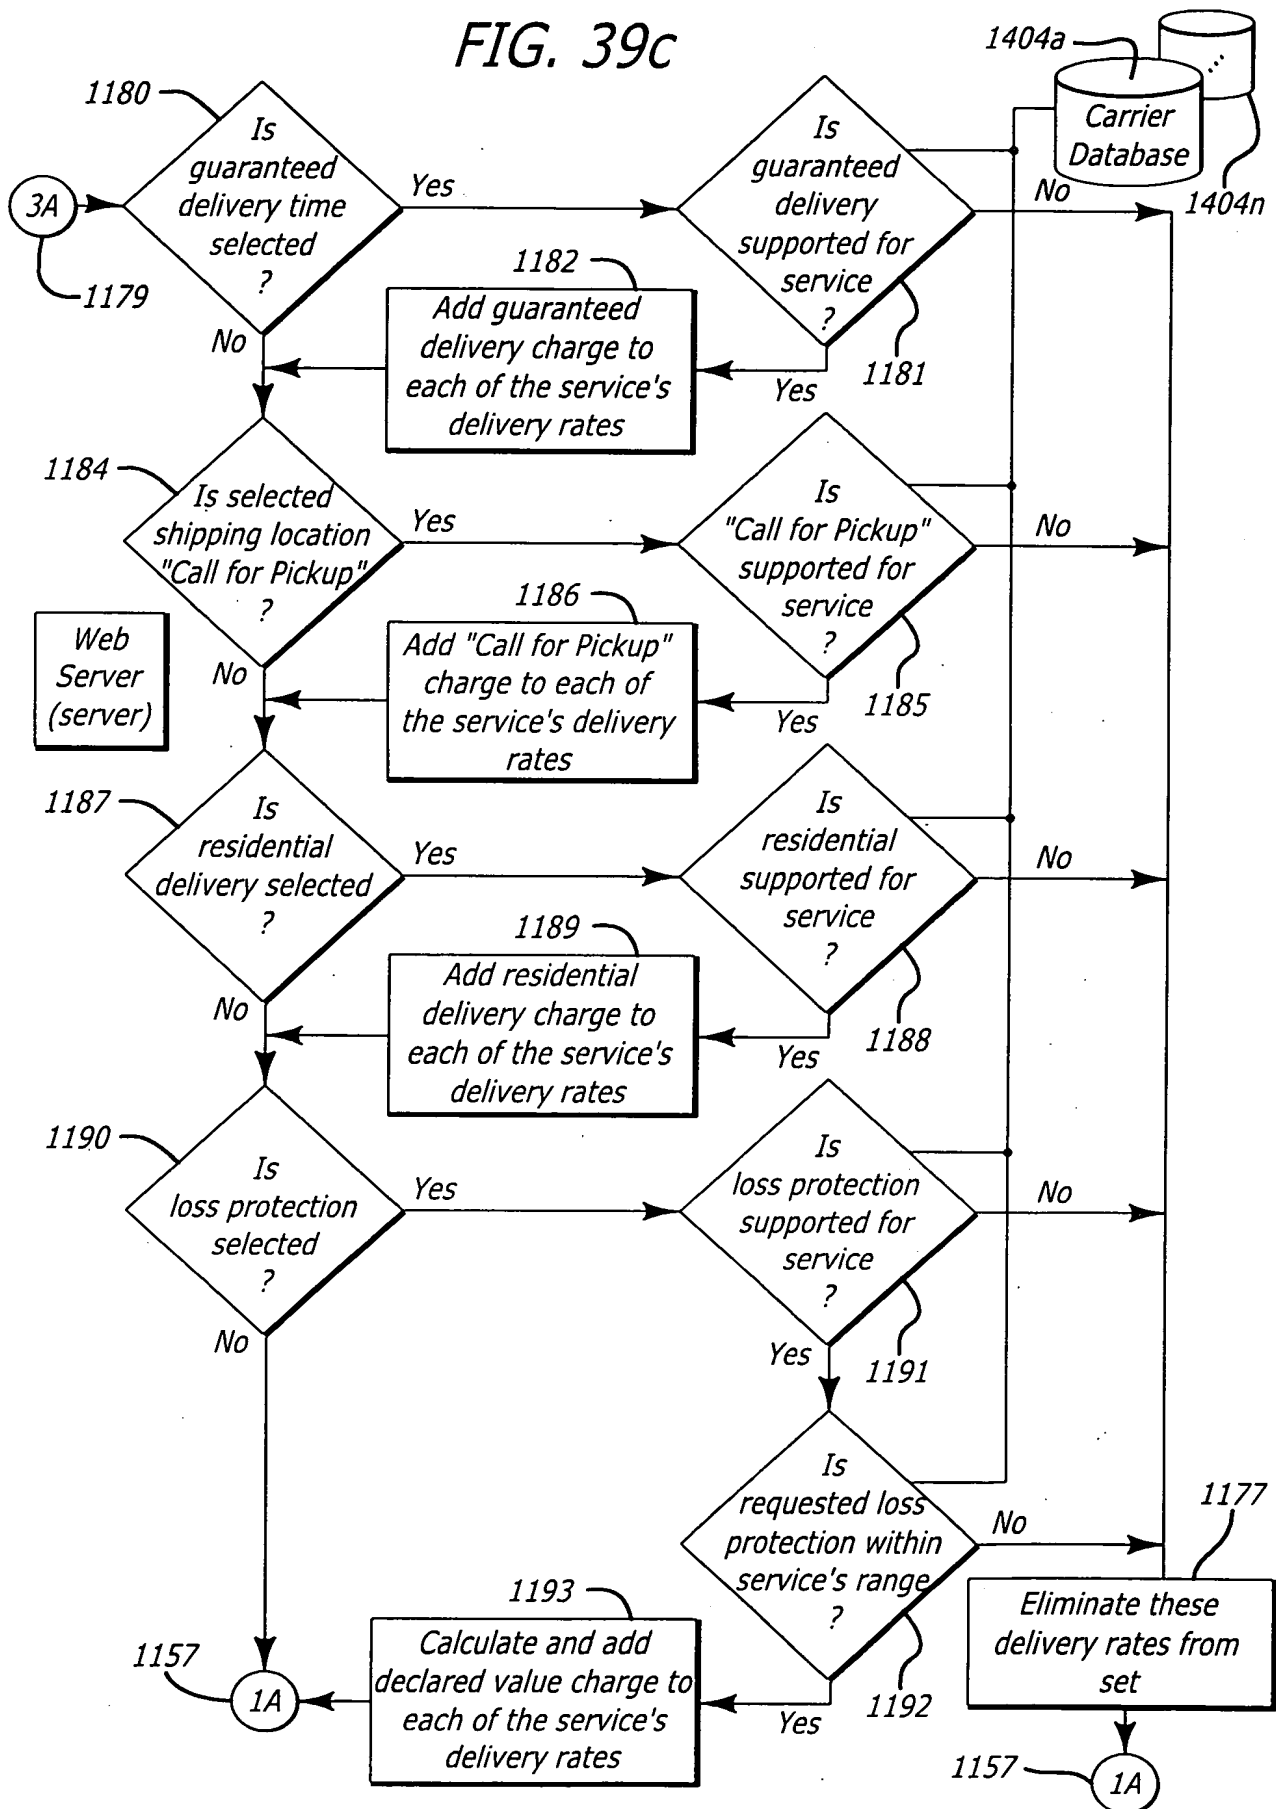 FIG. 39c
1404a
Carrier
Database
1404n
1180
Is
guaranteed
delivery time
selected
?
3A
1179
Yes
Is
guaranteed
delivery
supported for
service
?
No
1181
No
1182
Add guaranteed
delivery charge to
each of the service's
delivery rates
Yes
1184
Is selected
shipping location
"Call for Pickup"
?
Yes
Is
"Call for Pickup"
supported for
service
?
No
1185
Web
Server
(server)
No
1186
Add "Call for Pickup"
charge to each of
the service's delivery
rates
Yes
1187
Is
residential
delivery selected
?
Yes
Is
residential
supported for
service
?
No
1188
No
1189
Add residential
delivery charge to
each of the service's
delivery rates
Yes
1190
Is
loss protection
selected
?
Yes
Is
loss protection
supported for
service
?
No
1191
No
Yes
Is
requested loss
protection within
service's range
?
No
1192
1177
Eliminate these
delivery rates from
set
1193
Calculate and add
declared value charge to
each of the service's
delivery rates
Yes
1157
1A
1157
1A